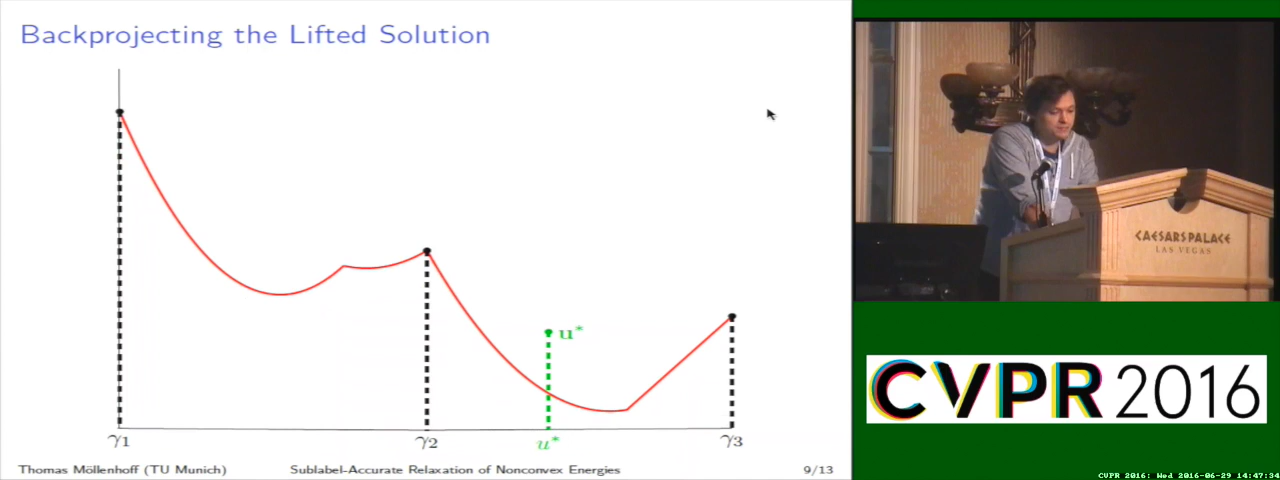 Backprojecting the Lifted Solution
u*
γ1
γ2
u*
γ3
Thomas Möllenhoff (TU Munich)
Sublabel-Accurate Relaxation of Nonconvex Energies
9/13
CAESARS PALACE
LAS VEGAS
CVPR 2016
CVPR 2016: Wed 2016-06-29 14:47:34